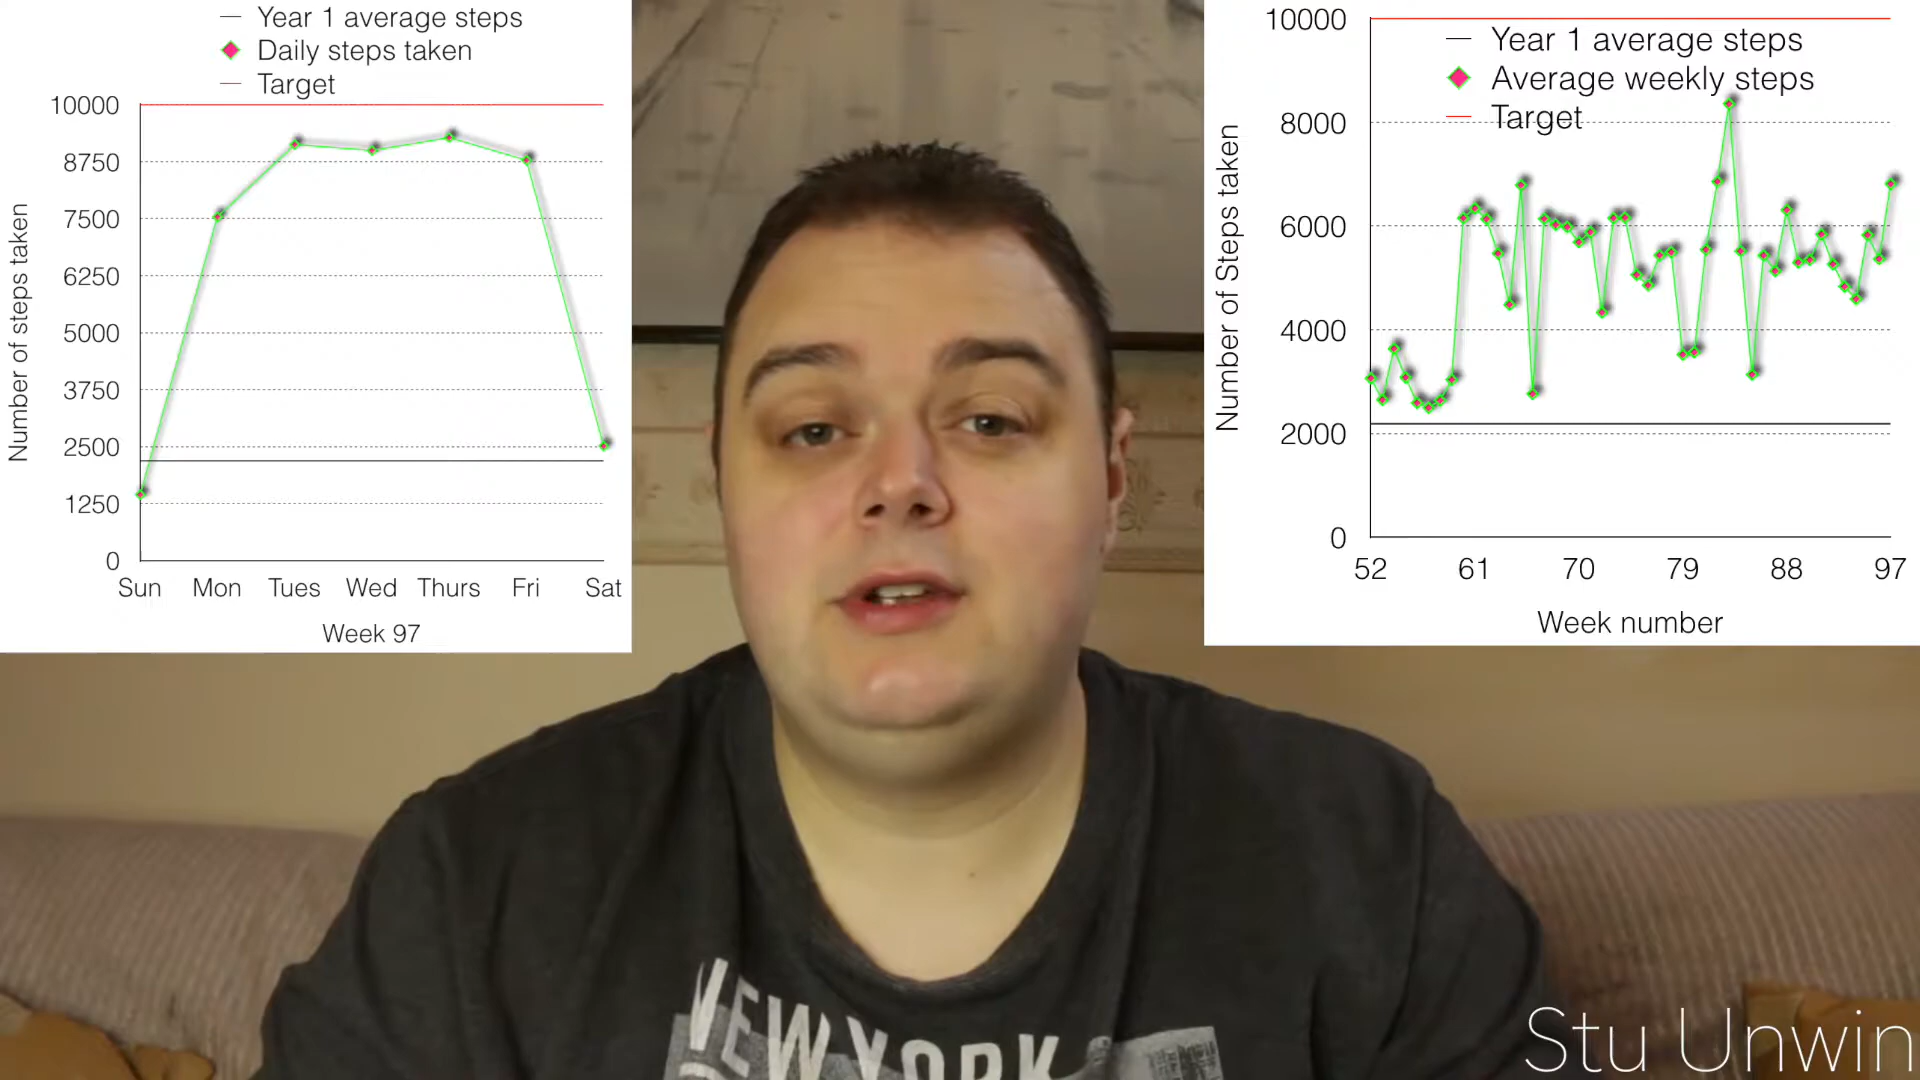 Year 1 average steps
Daily steps taken
Target
10000
8750
7500
6250
5000
3750
2500
1250
0
Number of steps taken
Sun Mon Tues Wed Thurs Fri Sat
Week 97
Year 1 average steps
Average weekly steps
Target
10000
8000
6000
4000
2000
0
Number of Steps taken
52 61 70 79 88 97
Week number
NEW YORK
Stu Unwin